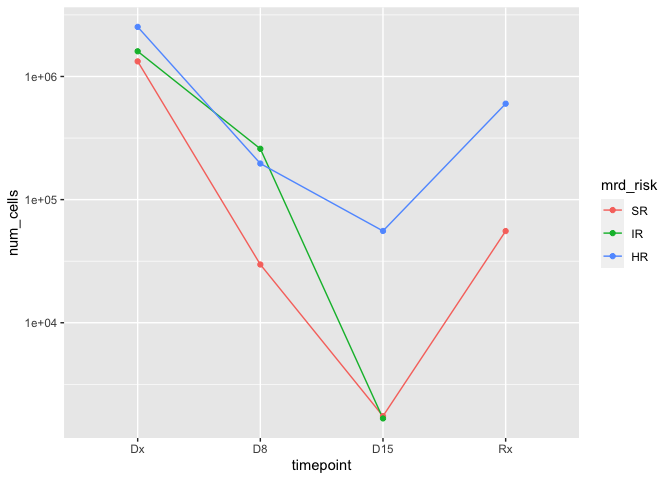 1e+06
1e+05
1e+04
num_cells
Dx
D8
D15
Rx
timepoint
mrd_risk
SR
IR
HR